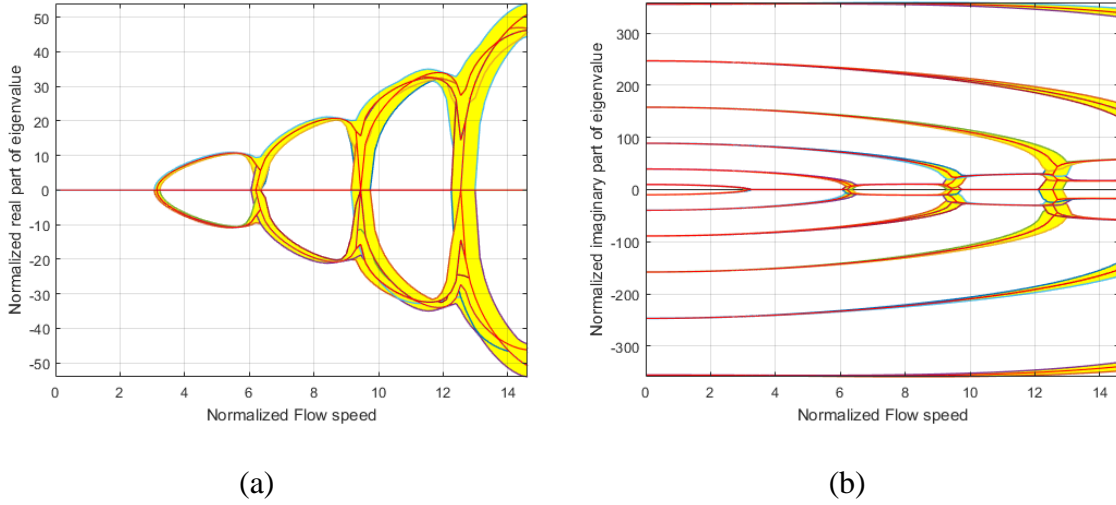 50
40
30
20
10
0
-10
-20
-30
-40
-50
0 2 4 6 8 10 12 14
Normalized real part of eigenvalue
Normalized Flow speed
(a)
300
200
100
0
-100
-200
-300
0 2 4 6 8 10 12 14
Normalized imaginary part of eigenvalue
Normalized Flow speed
(b)